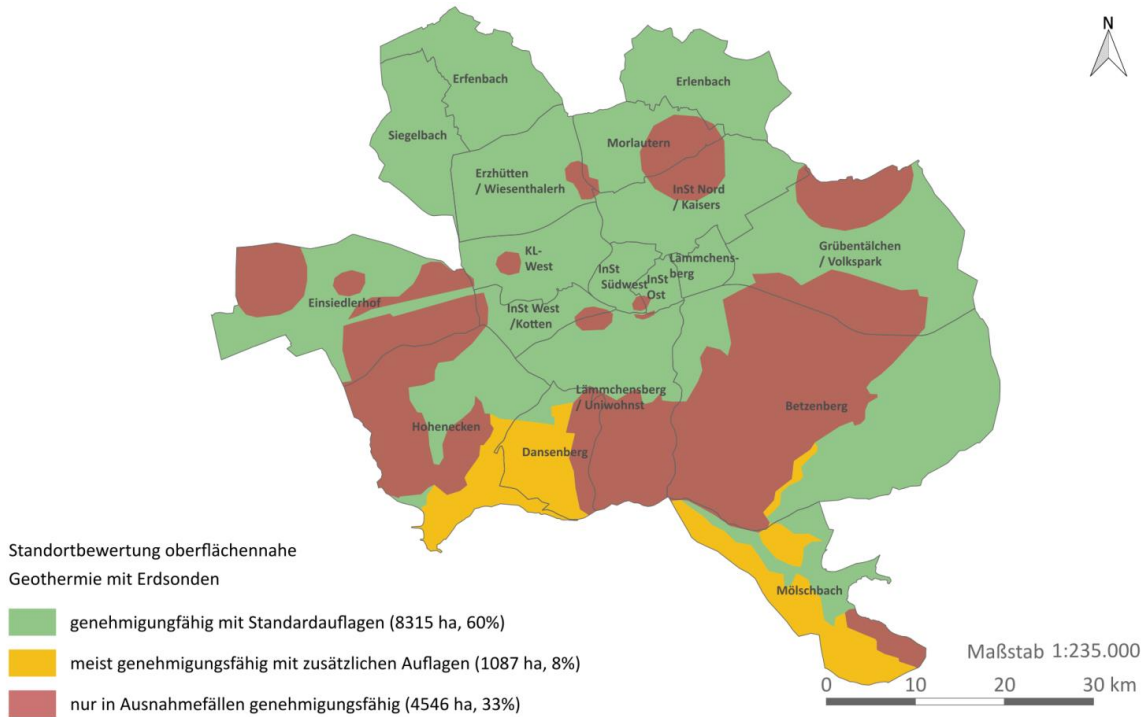 N
Erfenbach
Erlenbach
Siegelbach
Morlautern
Erzhütten
/ Wiesenthalerh
InSt Nord
/ Kaisers
Grübentälchen
/ Volkspark
KL-
West
InSt
Südwest
InSt
Ost
Lämmchens-
berg
Einsiedlerhof
InSt West
/Kotten
Lämmchensberg
/ Uniwohnst
Betzenberg
Hohenecken
Dansenberg
Mölschbach
Standortbewertung oberflächennahe
Geothermie mit Erdsonden
genehmigungfähig mit Standardauflagen (8315 ha, 60%)
meist genehmigungsfähig mit zusätzlichen Auflagen (1087 ha, 8%)
nur in Ausnahmefällen genehmigungsfähig (4546 ha, 33%)
Maßstab 1:235.000
0 10 20 30 km